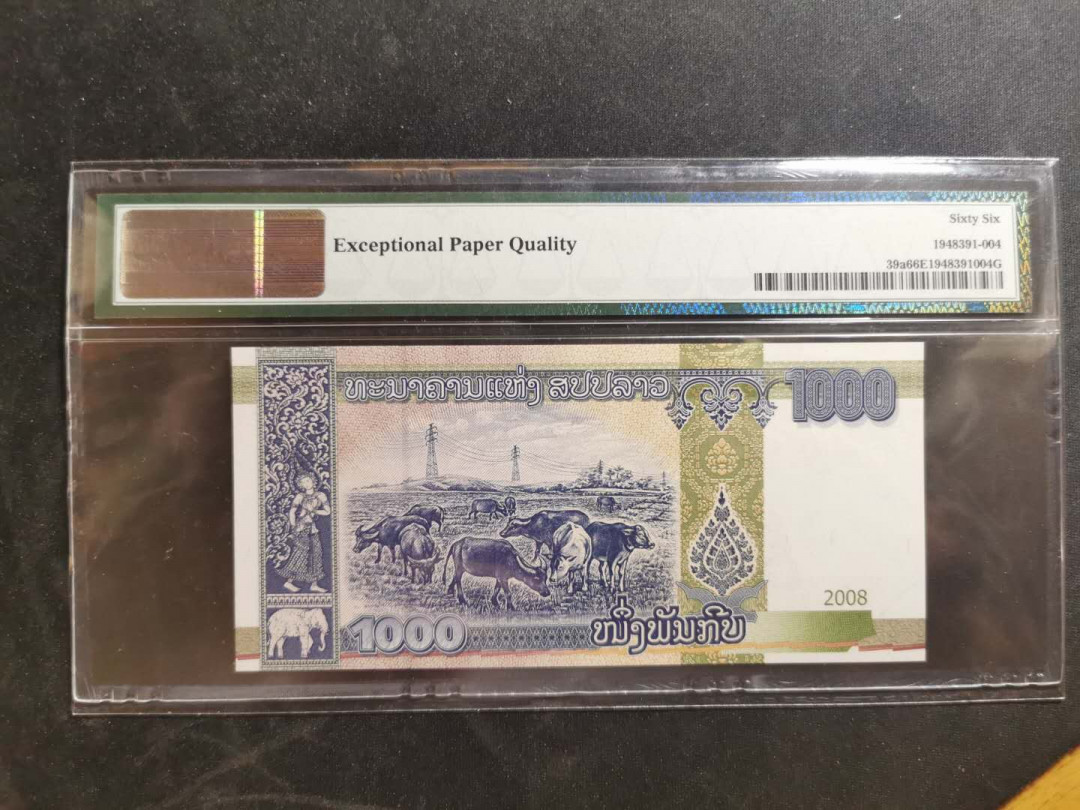 Sixty Six
Exceptional Paper Quality
1948391-004
39a66E1948391004G
ທະນາຄານແຫ່ງ ສປປລາວ
1000
2008
1000
ໜຶ່ງພັນກີບ